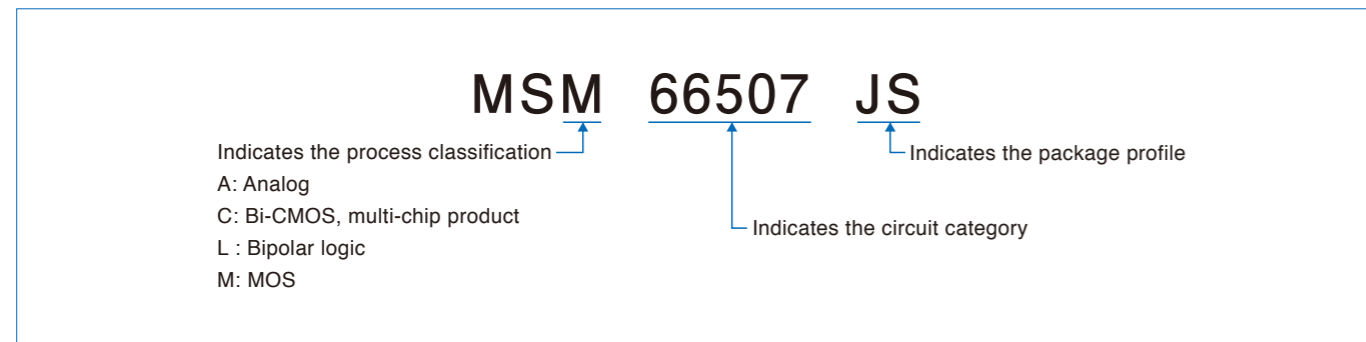 MSM 66507 JS
Indicates the process classification
Indicates the package profile
A: Analog
C: Bi-CMOS, multi-chip product
Indicates the circuit category
L : Bipolar logic
M: MOS